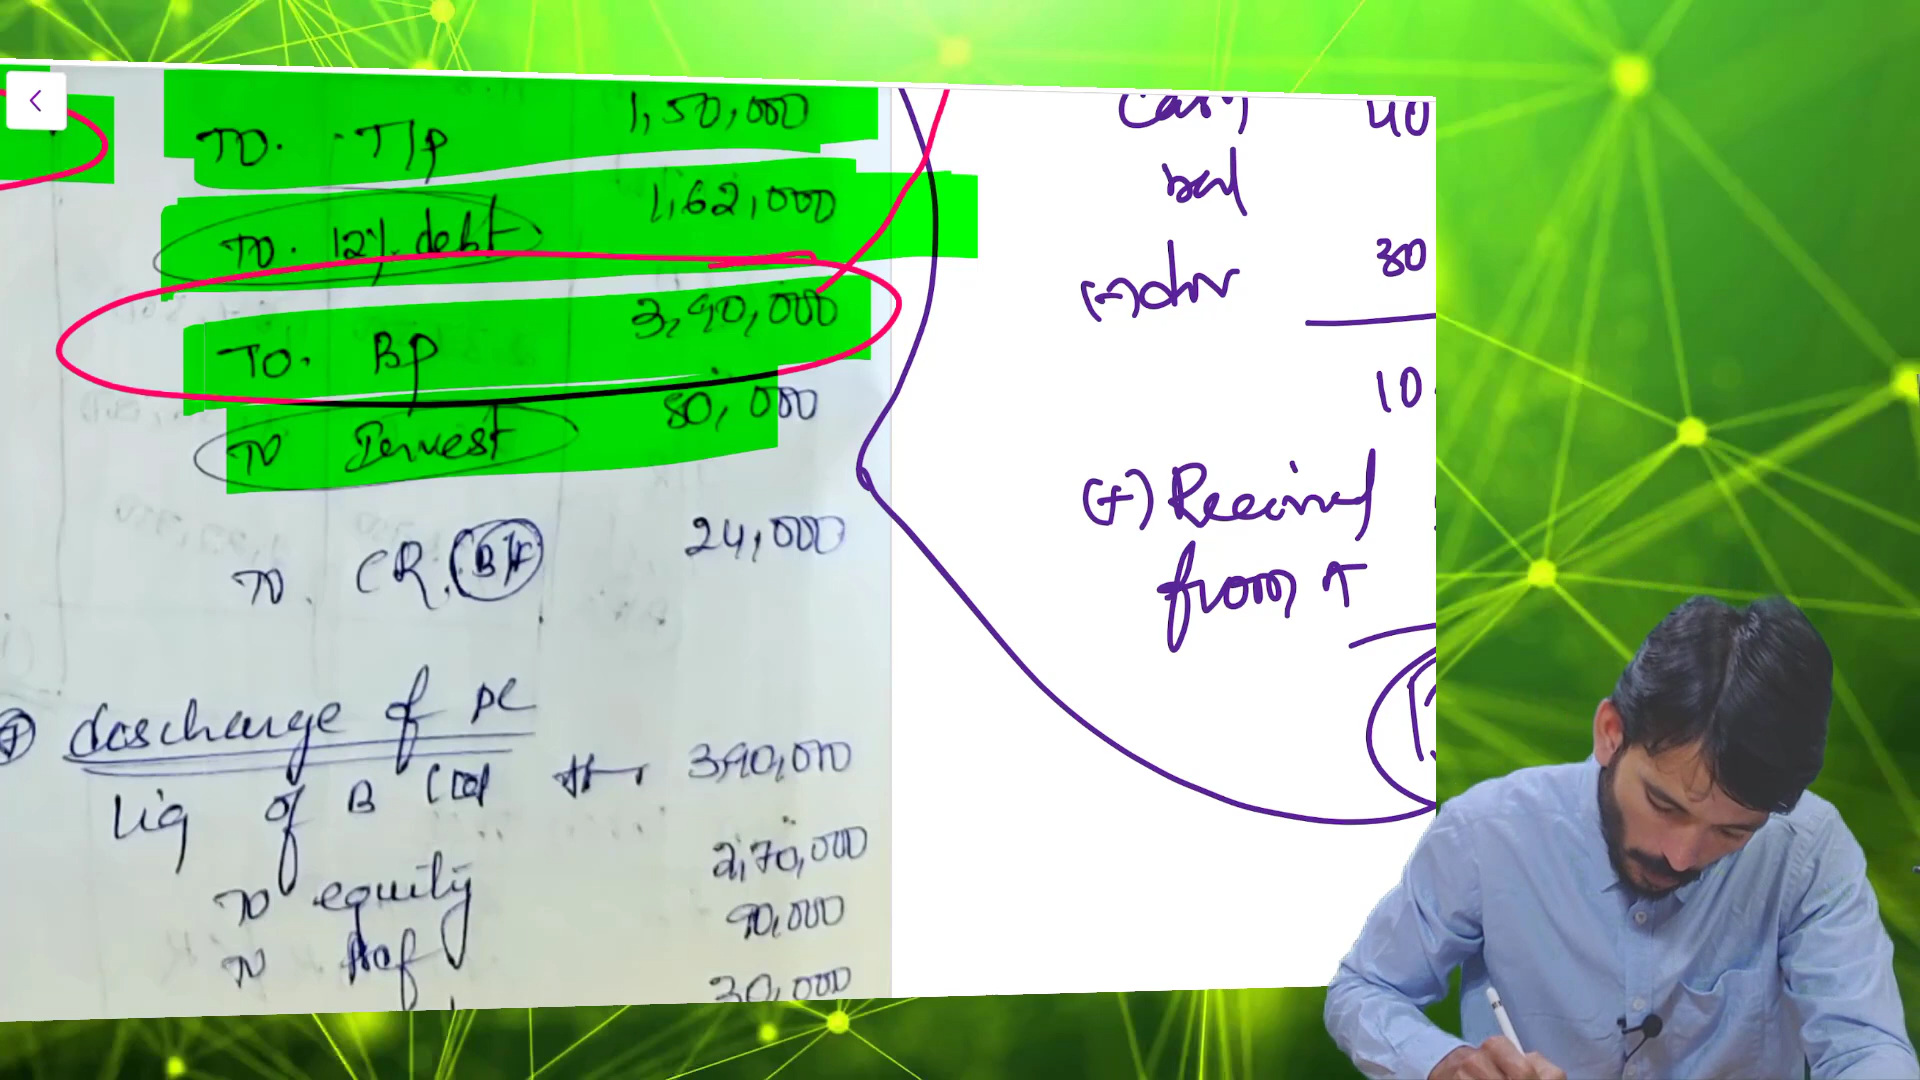 TO. T/P 1,50,000
TO. 12% debt 1,62,000
TO. BP 3,90,000
TO Invest 80,000
TO. CR. B/F 24,000
discharge of PC
Liq of B 3,90,000
TO equity 2,70,000
TO Pref 90,000
30,000
Cash 40
bal
(-) 30
10
(+) Received
from ↑